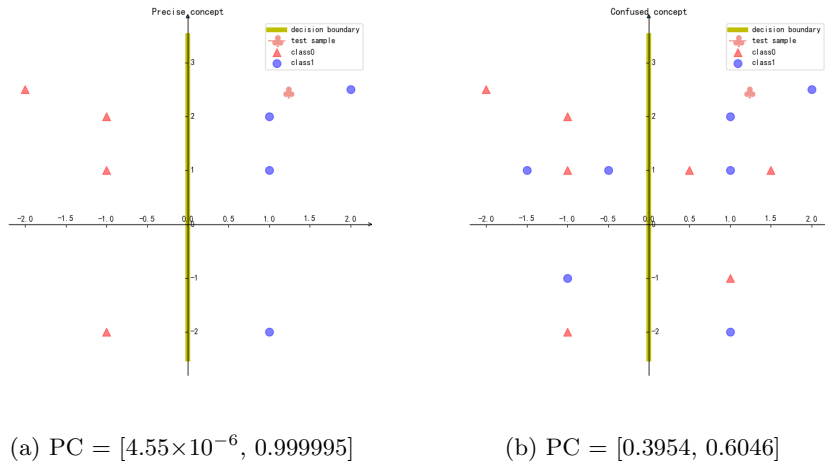 Precise concept
decision boundary
test sample
class0
class1
3
2
1
-2.0 -1.5 -1.0 -0.5 0.0 0.5 1.0 1.5 2.0
0
-1
-2
(a) PC = [4.55×10⁻⁶, 0.999995]
Confused concept
decision boundary
test sample
class0
class1
3
2
1
-2.0 -1.5 -1.0 -0.5 0.0 0.5 1.0 1.5 2.0
0
-1
-2
(b) PC = [0.3954, 0.6046]